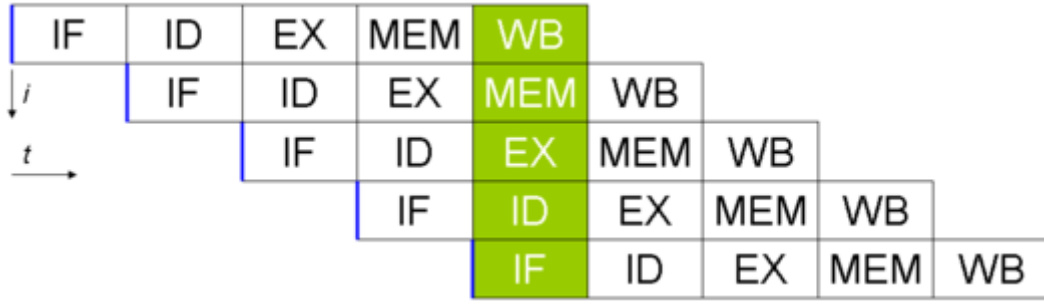 IF ID EX MEM WB
i IF ID EX MEM WB
t IF ID EX MEM WB
IF ID EX MEM WB
IF ID EX MEM WB